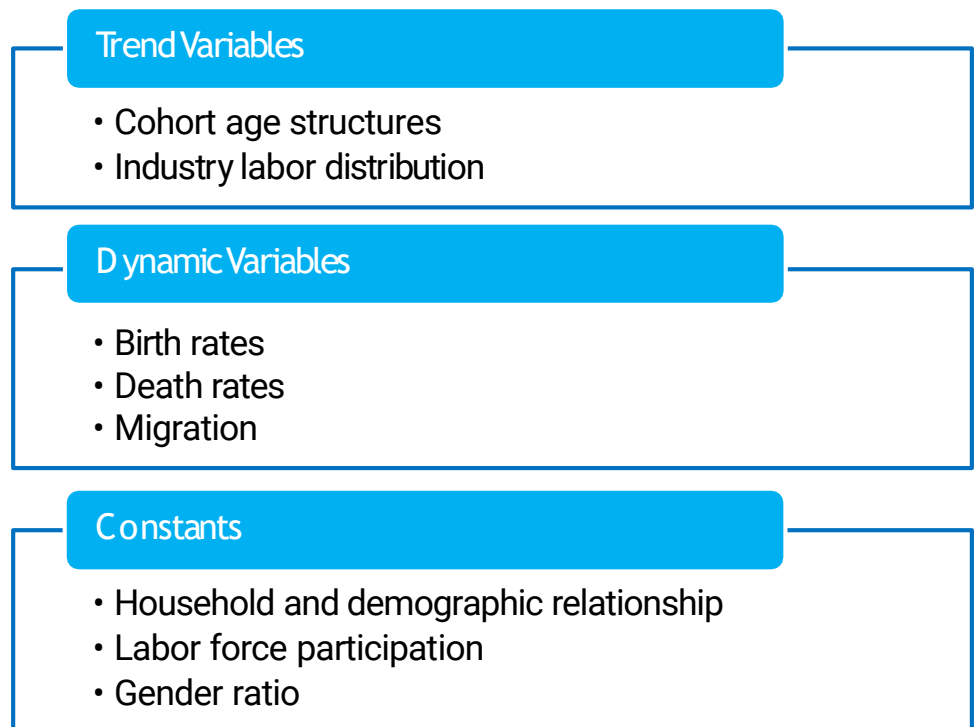 Trend Variables
• Cohort age structures
• Industry labor distribution
Dynamic Variables
• Birth rates
• Death rates
• Migration
Constants
• Household and demographic relationship
• Labor force participation
• Gender ratio